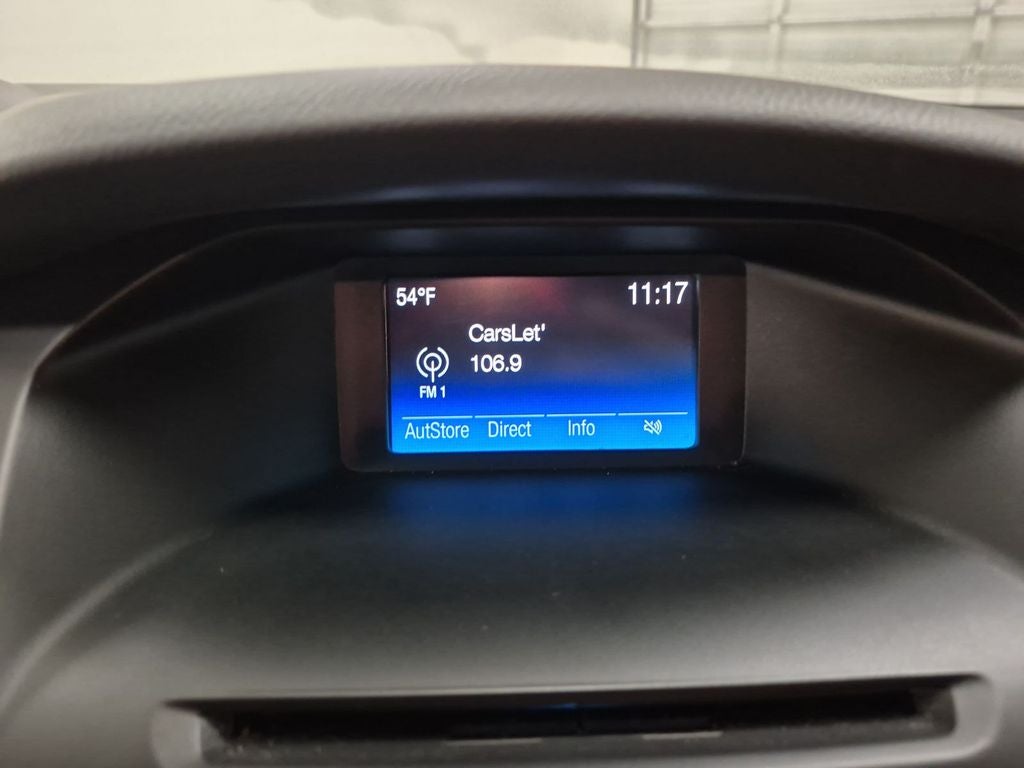 54°F 11:17
CarsLet'
106.9
FM 1
AutStore Direct Info